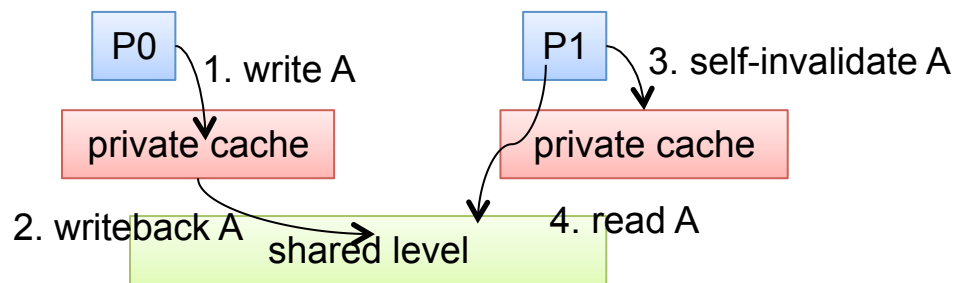 P0
P1
1. write A
3. self-invalidate A
private cache
private cache
2. writeback A
4. read A
shared level